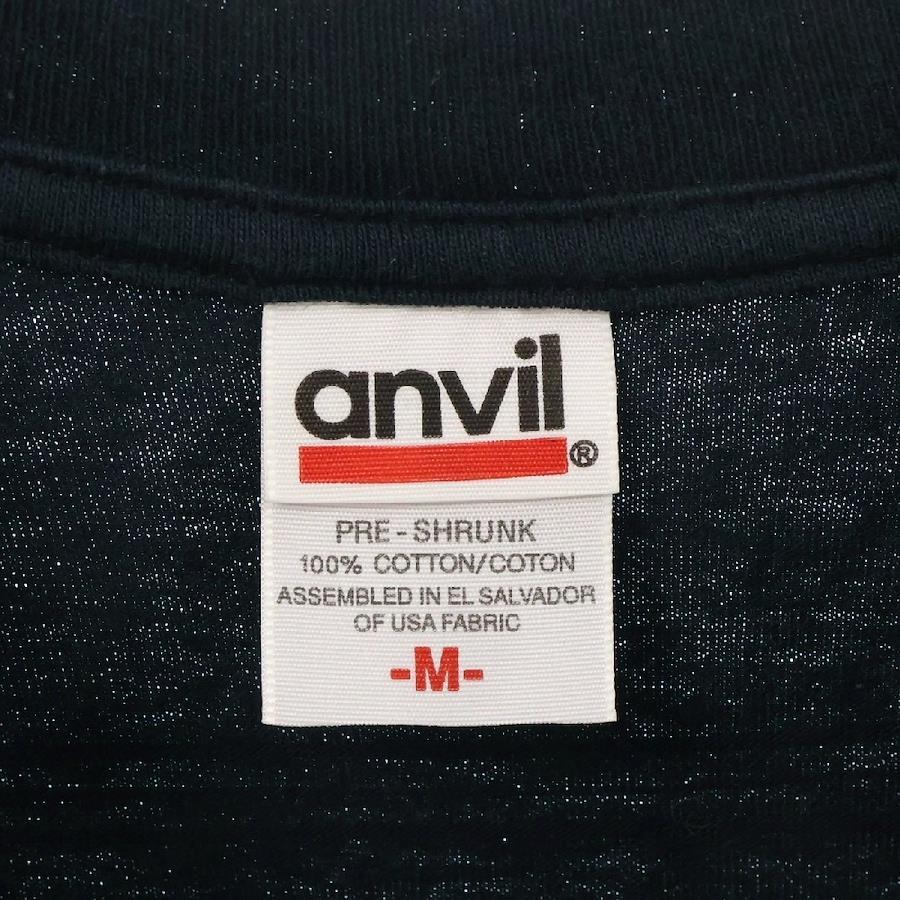 anvil®
PRE - SHRUNK
100% COTTON/COTON
ASSEMBLED IN EL SALVADOR
OF USA FABRIC
-M-